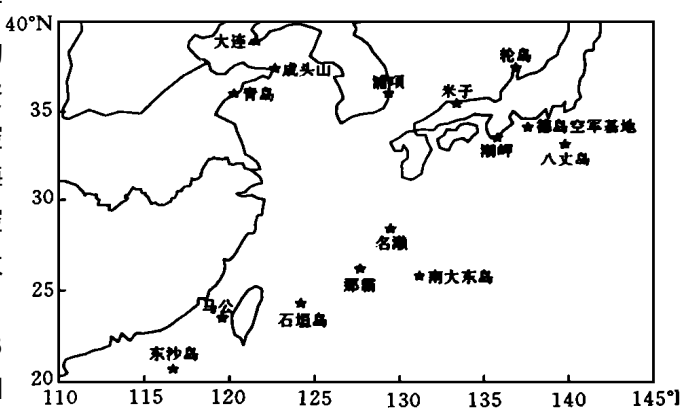 40°N
大连
成头山
青岛
浦项
轮岛
米子
35
德岛空军基地
潮岬
八丈岛
30
名濑
那霸
南大东岛
25
马公
石垣岛
东沙岛
20
110
115
120
125
130
135
140
145°